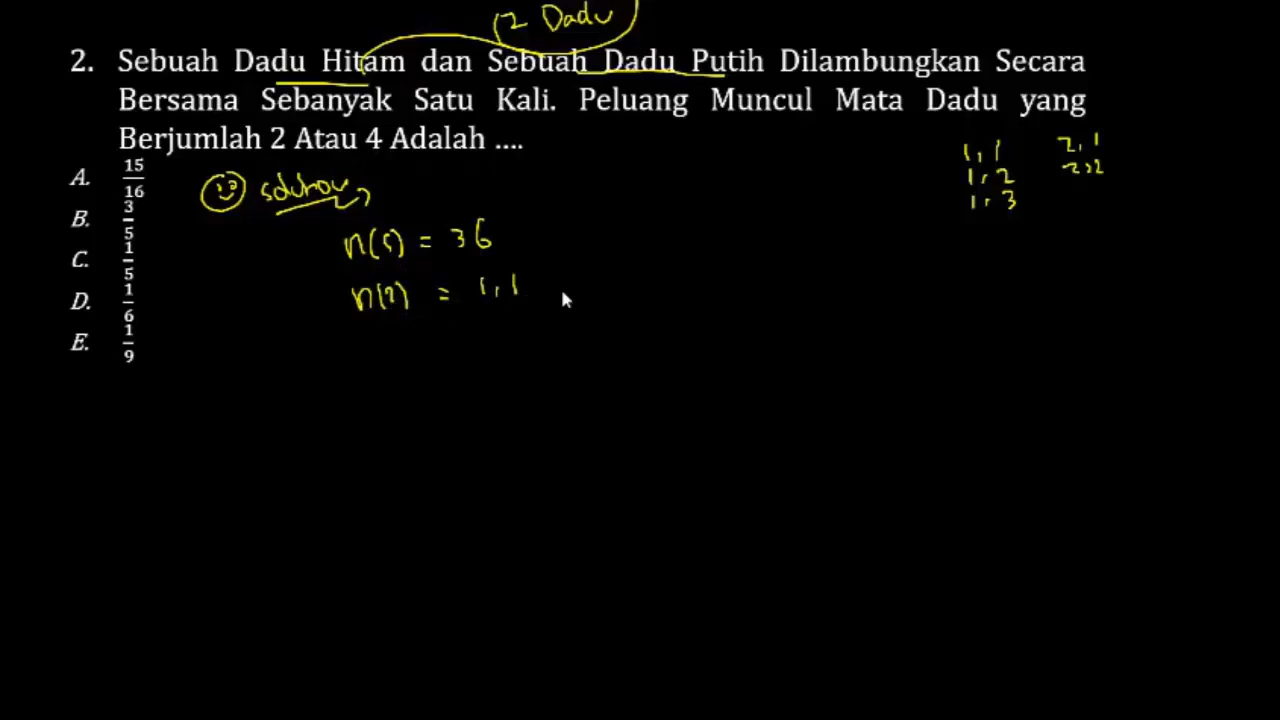 (2 Dadu)
2. Sebuah Dadu Hitam dan Sebuah Dadu Putih Dilambungkan Secara
Bersama Sebanyak Satu Kali. Peluang Muncul Mata Dadu yang
Berjumlah 2 Atau 4 Adalah ....
1,1 2,1
1,2 2,2
1,3
A. 15/16
B. 3/5
C. 1/5
D. 1/6
E. 1/9
n(s) = 36
n(2) = 1,1